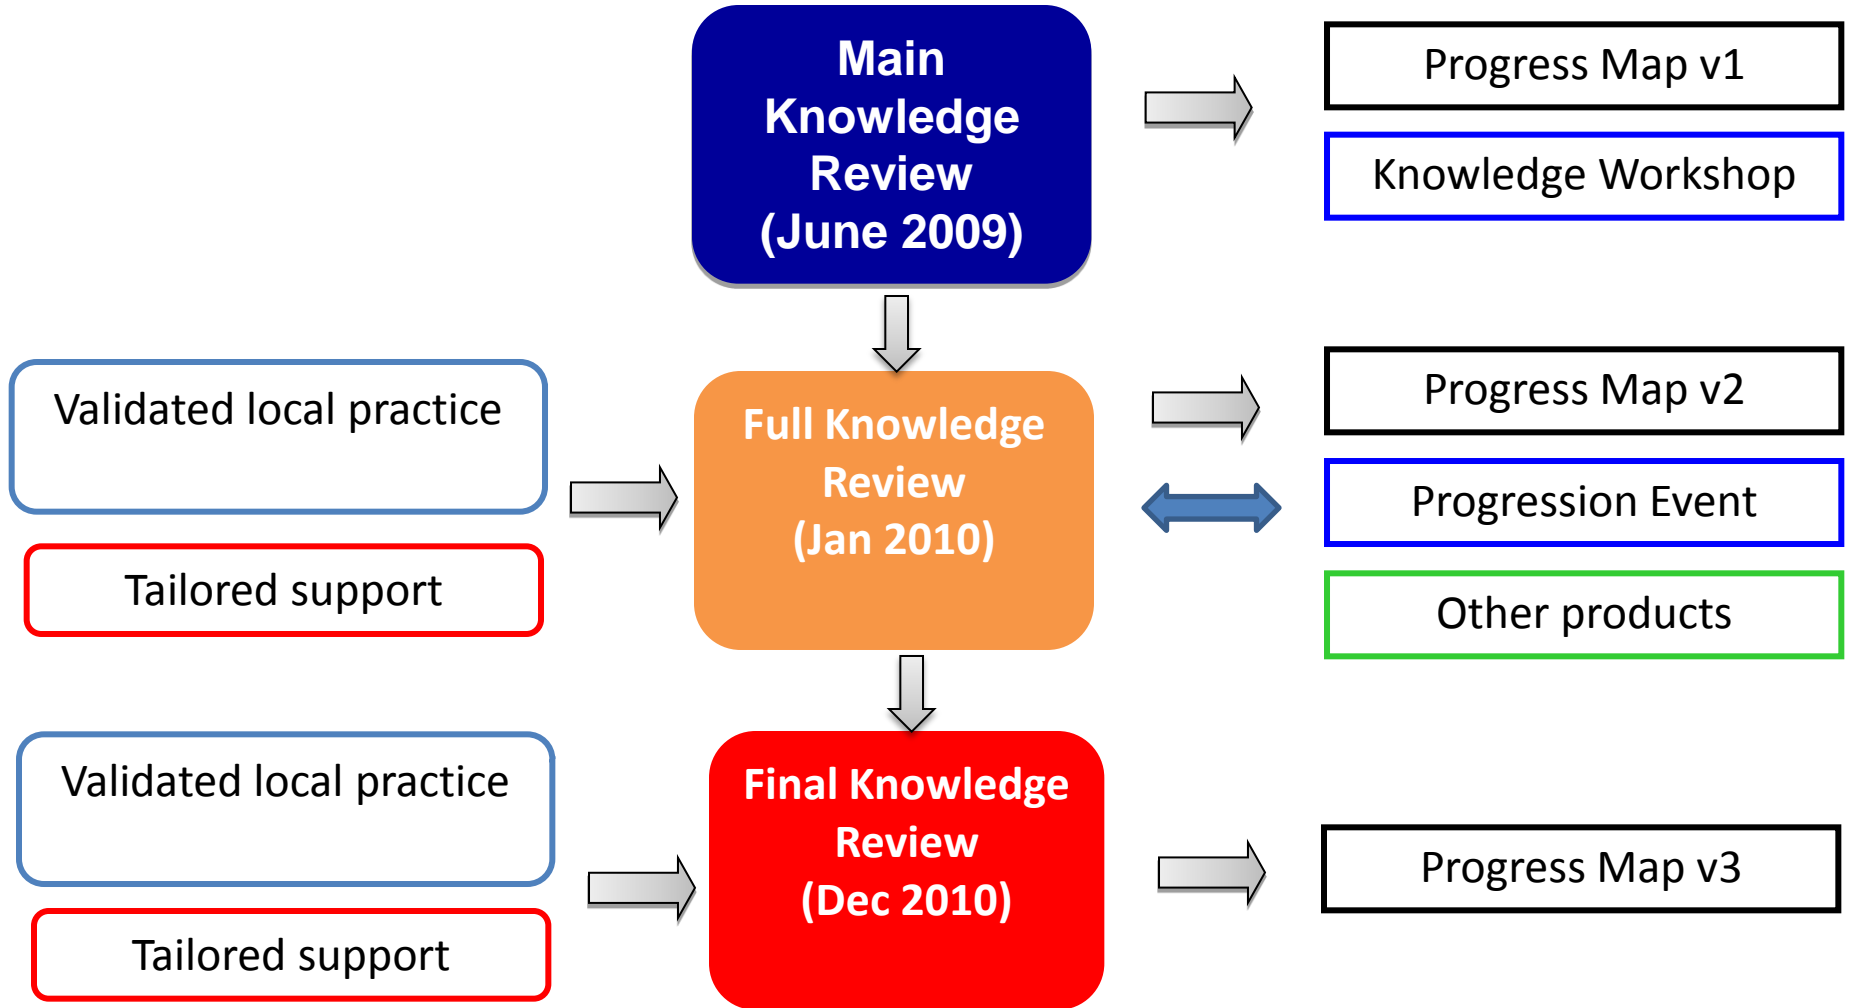 Main
Knowledge
Review
(June 2009)
Progress Map v1
Knowledge Workshop
Validated local practice
Tailored support
Full Knowledge
Review
(Jan 2010)
Progress Map v2
Progression Event
Other products
Validated local practice
Tailored support
Final Knowledge
Review
(Dec 2010)
Progress Map v3